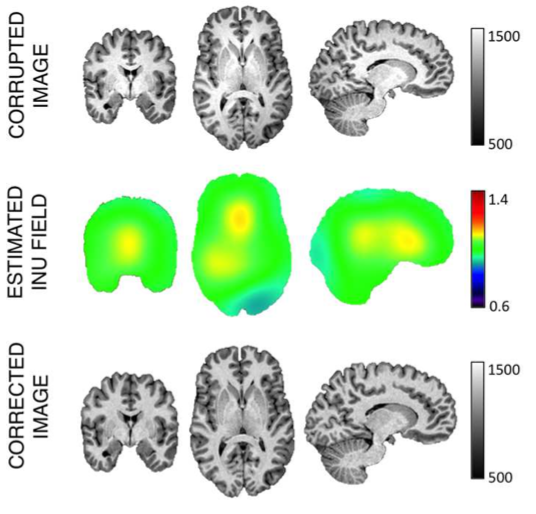 CORRUPTED
IMAGE
1500
500
ESTIMATED
INU FIELD
1.4
0.6
CORRECTED
IMAGE
1500
500